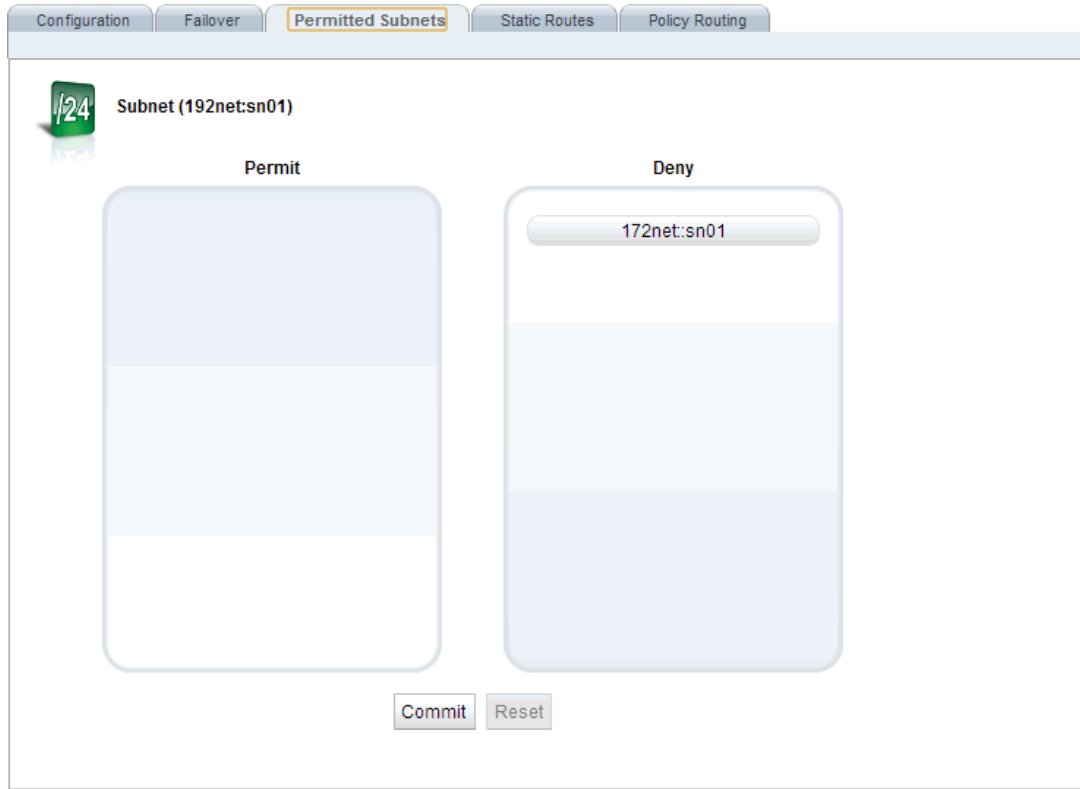 Configuration Failover Permitted Subnets Static Routes Policy Routing
/24 Subnet (192net:sn01)
Permit Deny
172net::sn01
Commit Reset